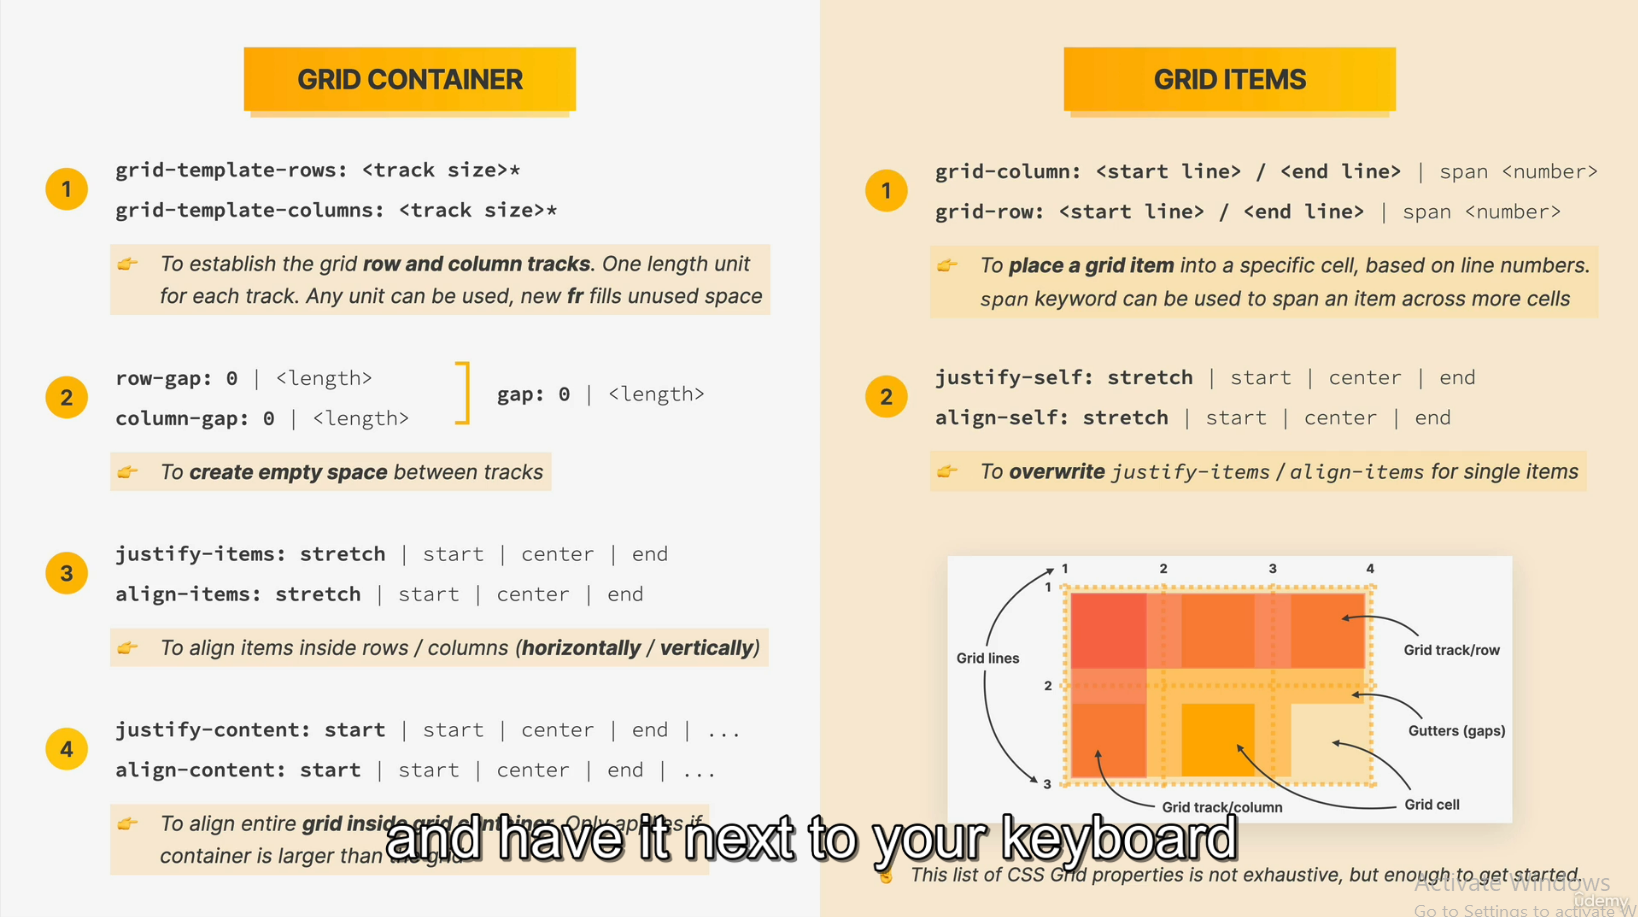 GRID CONTAINER
1
grid-template-rows: <track size>*
grid-template-columns: <track size>*
To establish the grid row and column tracks. One length unit
for each track. Any unit can be used, new fr fills unused space
2
row-gap: 0 | <length>
column-gap: 0 | <length>
gap: 0 | <length>
To create empty space between tracks
3
justify-items: stretch | start | center | end
align-items: stretch | start | center | end
To align items inside rows / columns (horizontally / vertically)
4
justify-content: start | start | center | end | ...
align-content: start | start | center | end | ...
To align entire grid inside grid container. Only applies if
container is larger than the grid
GRID ITEMS
1
grid-column: <start line> / <end line> | span <number>
grid-row: <start line> / <end line> | span <number>
To place a grid item into a specific cell, based on line numbers.
span keyword can be used to span an item across more cells
2
justify-self: stretch | start | center | end
align-self: stretch | start | center | end
To overwrite justify-items / align-items for single items
1 2 3 4
1
Grid track/row
Grid lines
2
Gutters (gaps)
3
Grid track/column
Grid cell
and have it next to your keyboard
This list of CSS Grid properties is not exhaustive, but enough to get started.
Activate Windows
ûdemy
Go to Settings to activate W